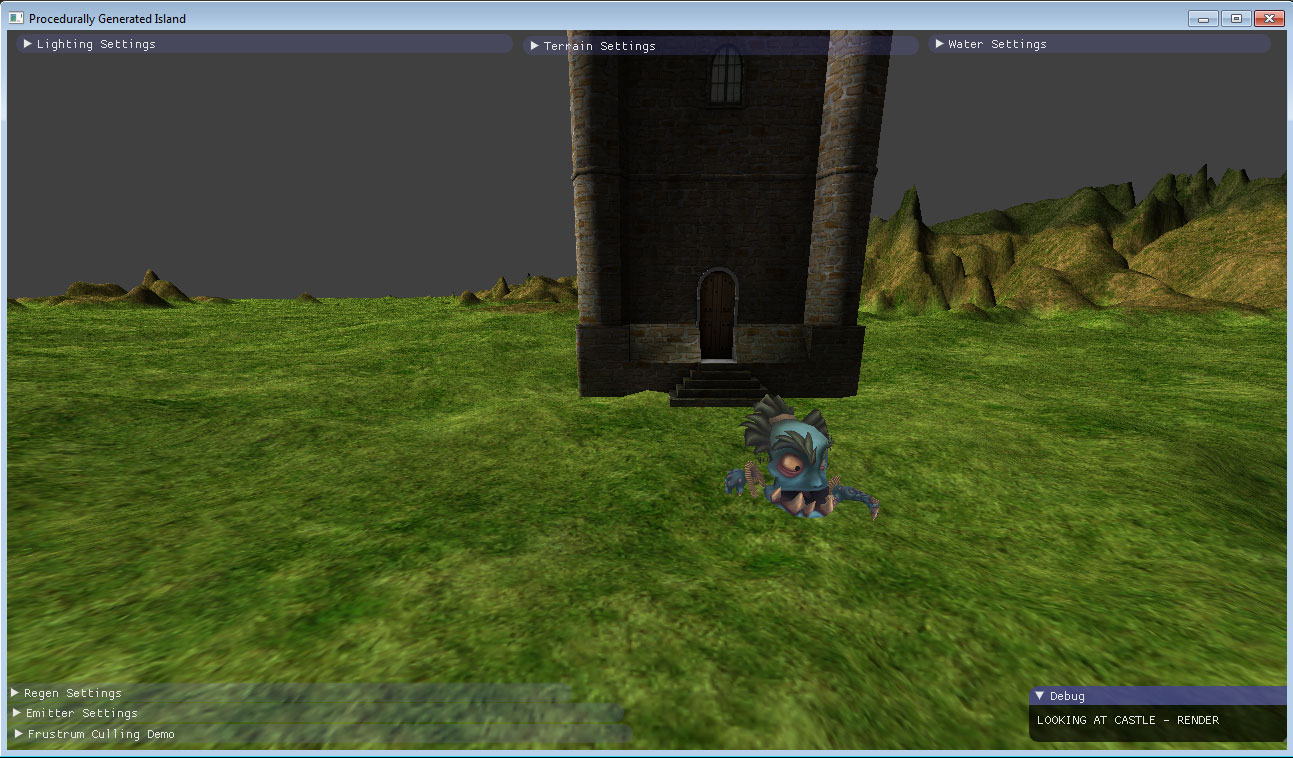 Procedurally Generated Island
Lighting Settings
Terrain Settings
Water Settings
Regen Settings
Emitter Settings
Frustrum Culling Demo
Debug
LOOKING AT CASTLE - RENDER